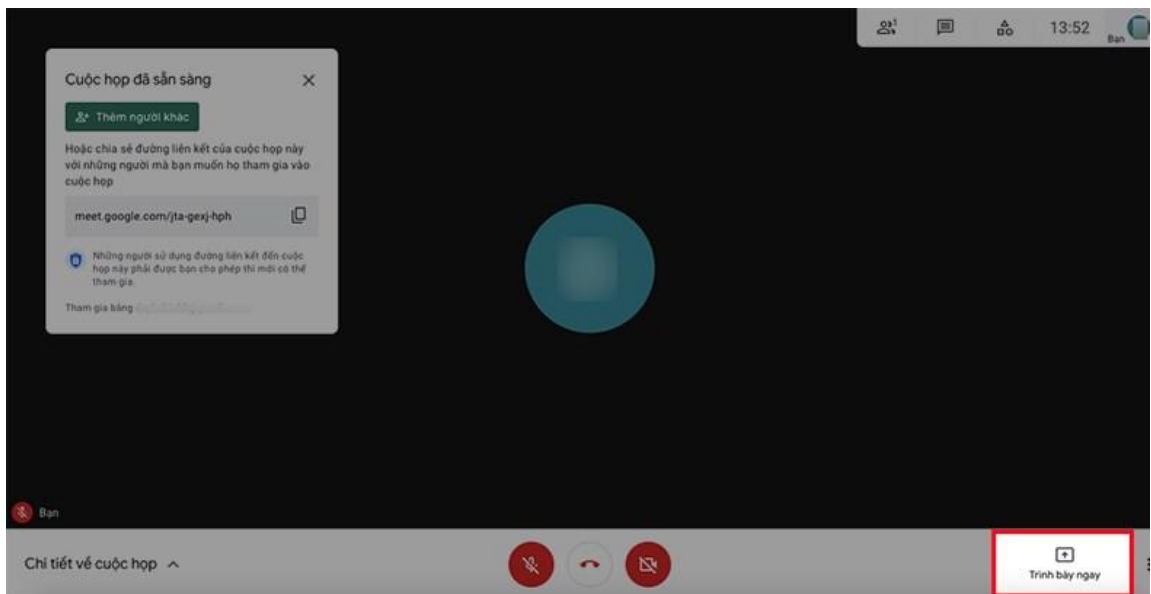 1
13:52
Bạn
Cuộc họp đã sẵn sàng
Thêm người khác
Hoặc chia sẻ đường liên kết của cuộc họp này
với những người mà bạn muốn họ tham gia vào
cuộc họp
meet.google.com/jta-gexj-hph
Những người sử dụng đường liên kết đến cuộc
họp này phải được bạn cho phép thì mới có thể
tham gia.
Tham gia bằng
Bạn
Chi tiết về cuộc họp
Trình bày ngay